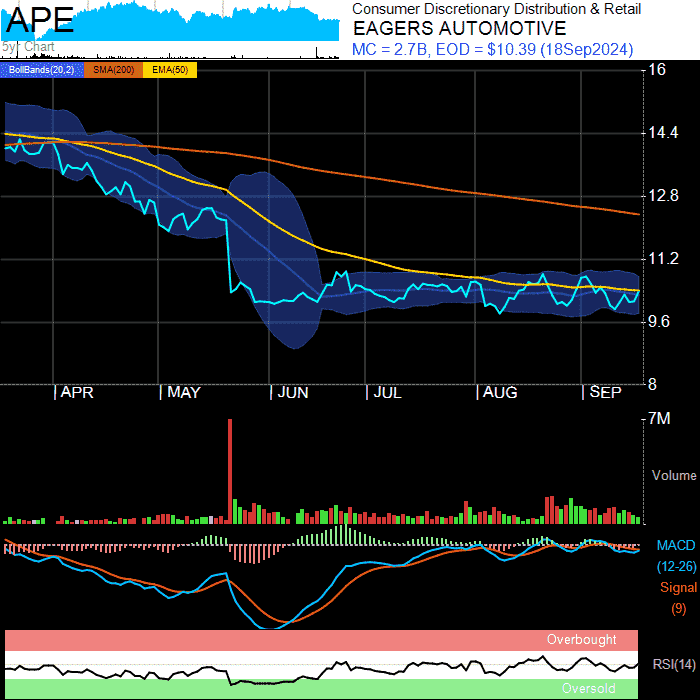 APE
5yr Chart
Consumer Discretionary Distribution & Retail
EAGERS AUTOMOTIVE
MC = 2.7B, EOD = $10.39 (18Sep2024)
BollBands(20,2) SMA(200) EMA(50)
16
14.4
12.8
11.2
9.6
8
APR MAY JUN JUL AUG SEP
7M
Volume
MACD
(12-26)
Signal
(9)
Overbought
RSI(14)
Oversold